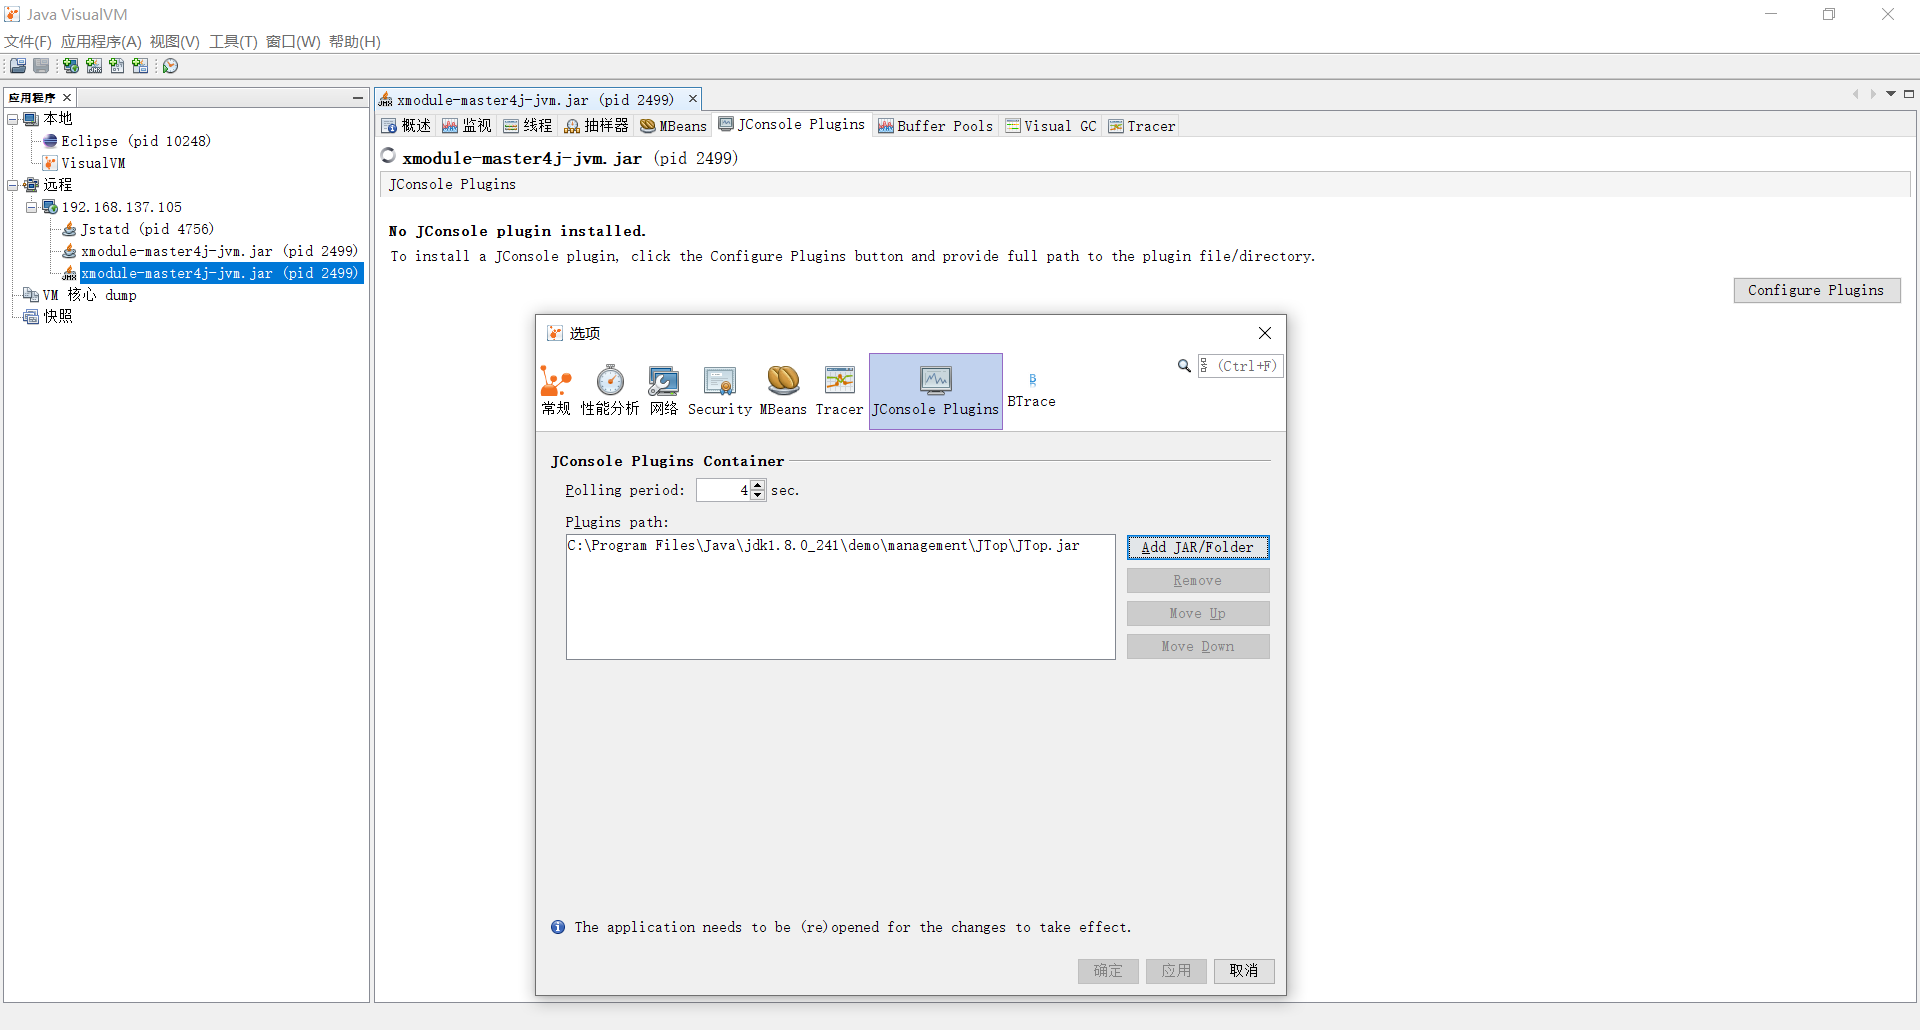 Java VisualVM
文件(F) 应用程序(A) 视图(V) 工具(T) 窗口(W) 帮助(H)
应用程序
本地
Eclipse (pid 10248)
VisualVM
远程
192.168.137.105
Jstatd (pid 4756)
xmodule-master4j-jvm.jar (pid 2499)
xmodule-master4j-jvm.jar (pid 2499)
VM 核心 dump
快照
xmodule-master4j-jvm.jar (pid 2499)
概述 监视 线程 抽样器 MBeans JConsole Plugins Buffer Pools Visual GC Tracer
xmodule-master4j-jvm.jar (pid 2499)
JConsole Plugins
No JConsole plugin installed.
To install a JConsole plugin, click the Configure Plugins button and provide full path to the plugin file/directory.
Configure Plugins
选项
(Ctrl+F)
常规 性能分析 网络 Security MBeans Tracer JConsole Plugins BTrace
JConsole Plugins Container
Polling period: 4 sec.
Plugins path:
C:\Program Files\Java\jdk1.8.0_241\demo\management\JTop\JTop.jar
Add JAR/Folder
Remove
Move Up
Move Down
The application needs to be (re)opened for the changes to take effect.
确定 应用 取消